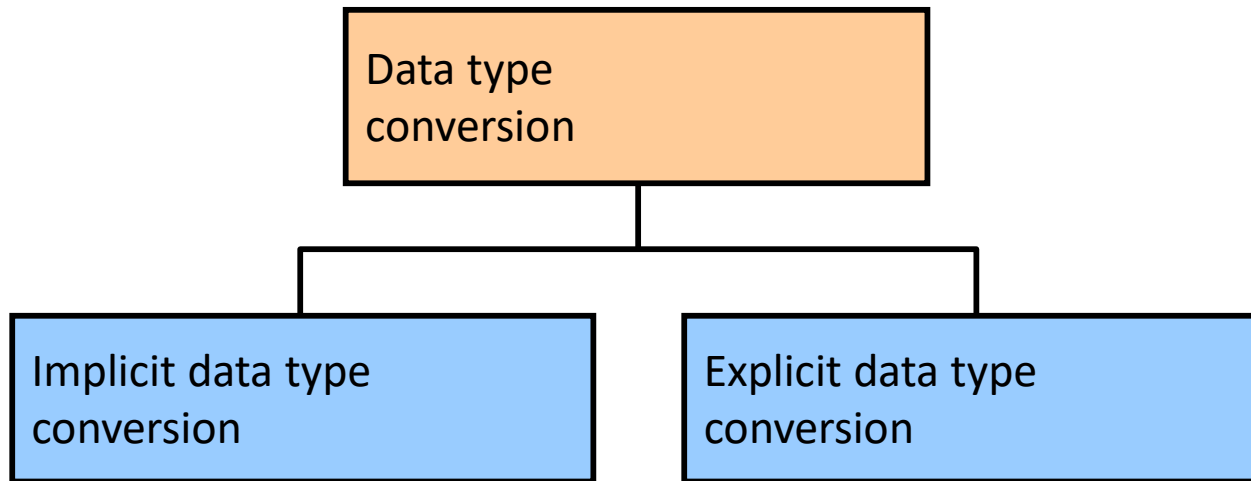 Data type
conversion
Implicit data type
conversion
Explicit data type
conversion